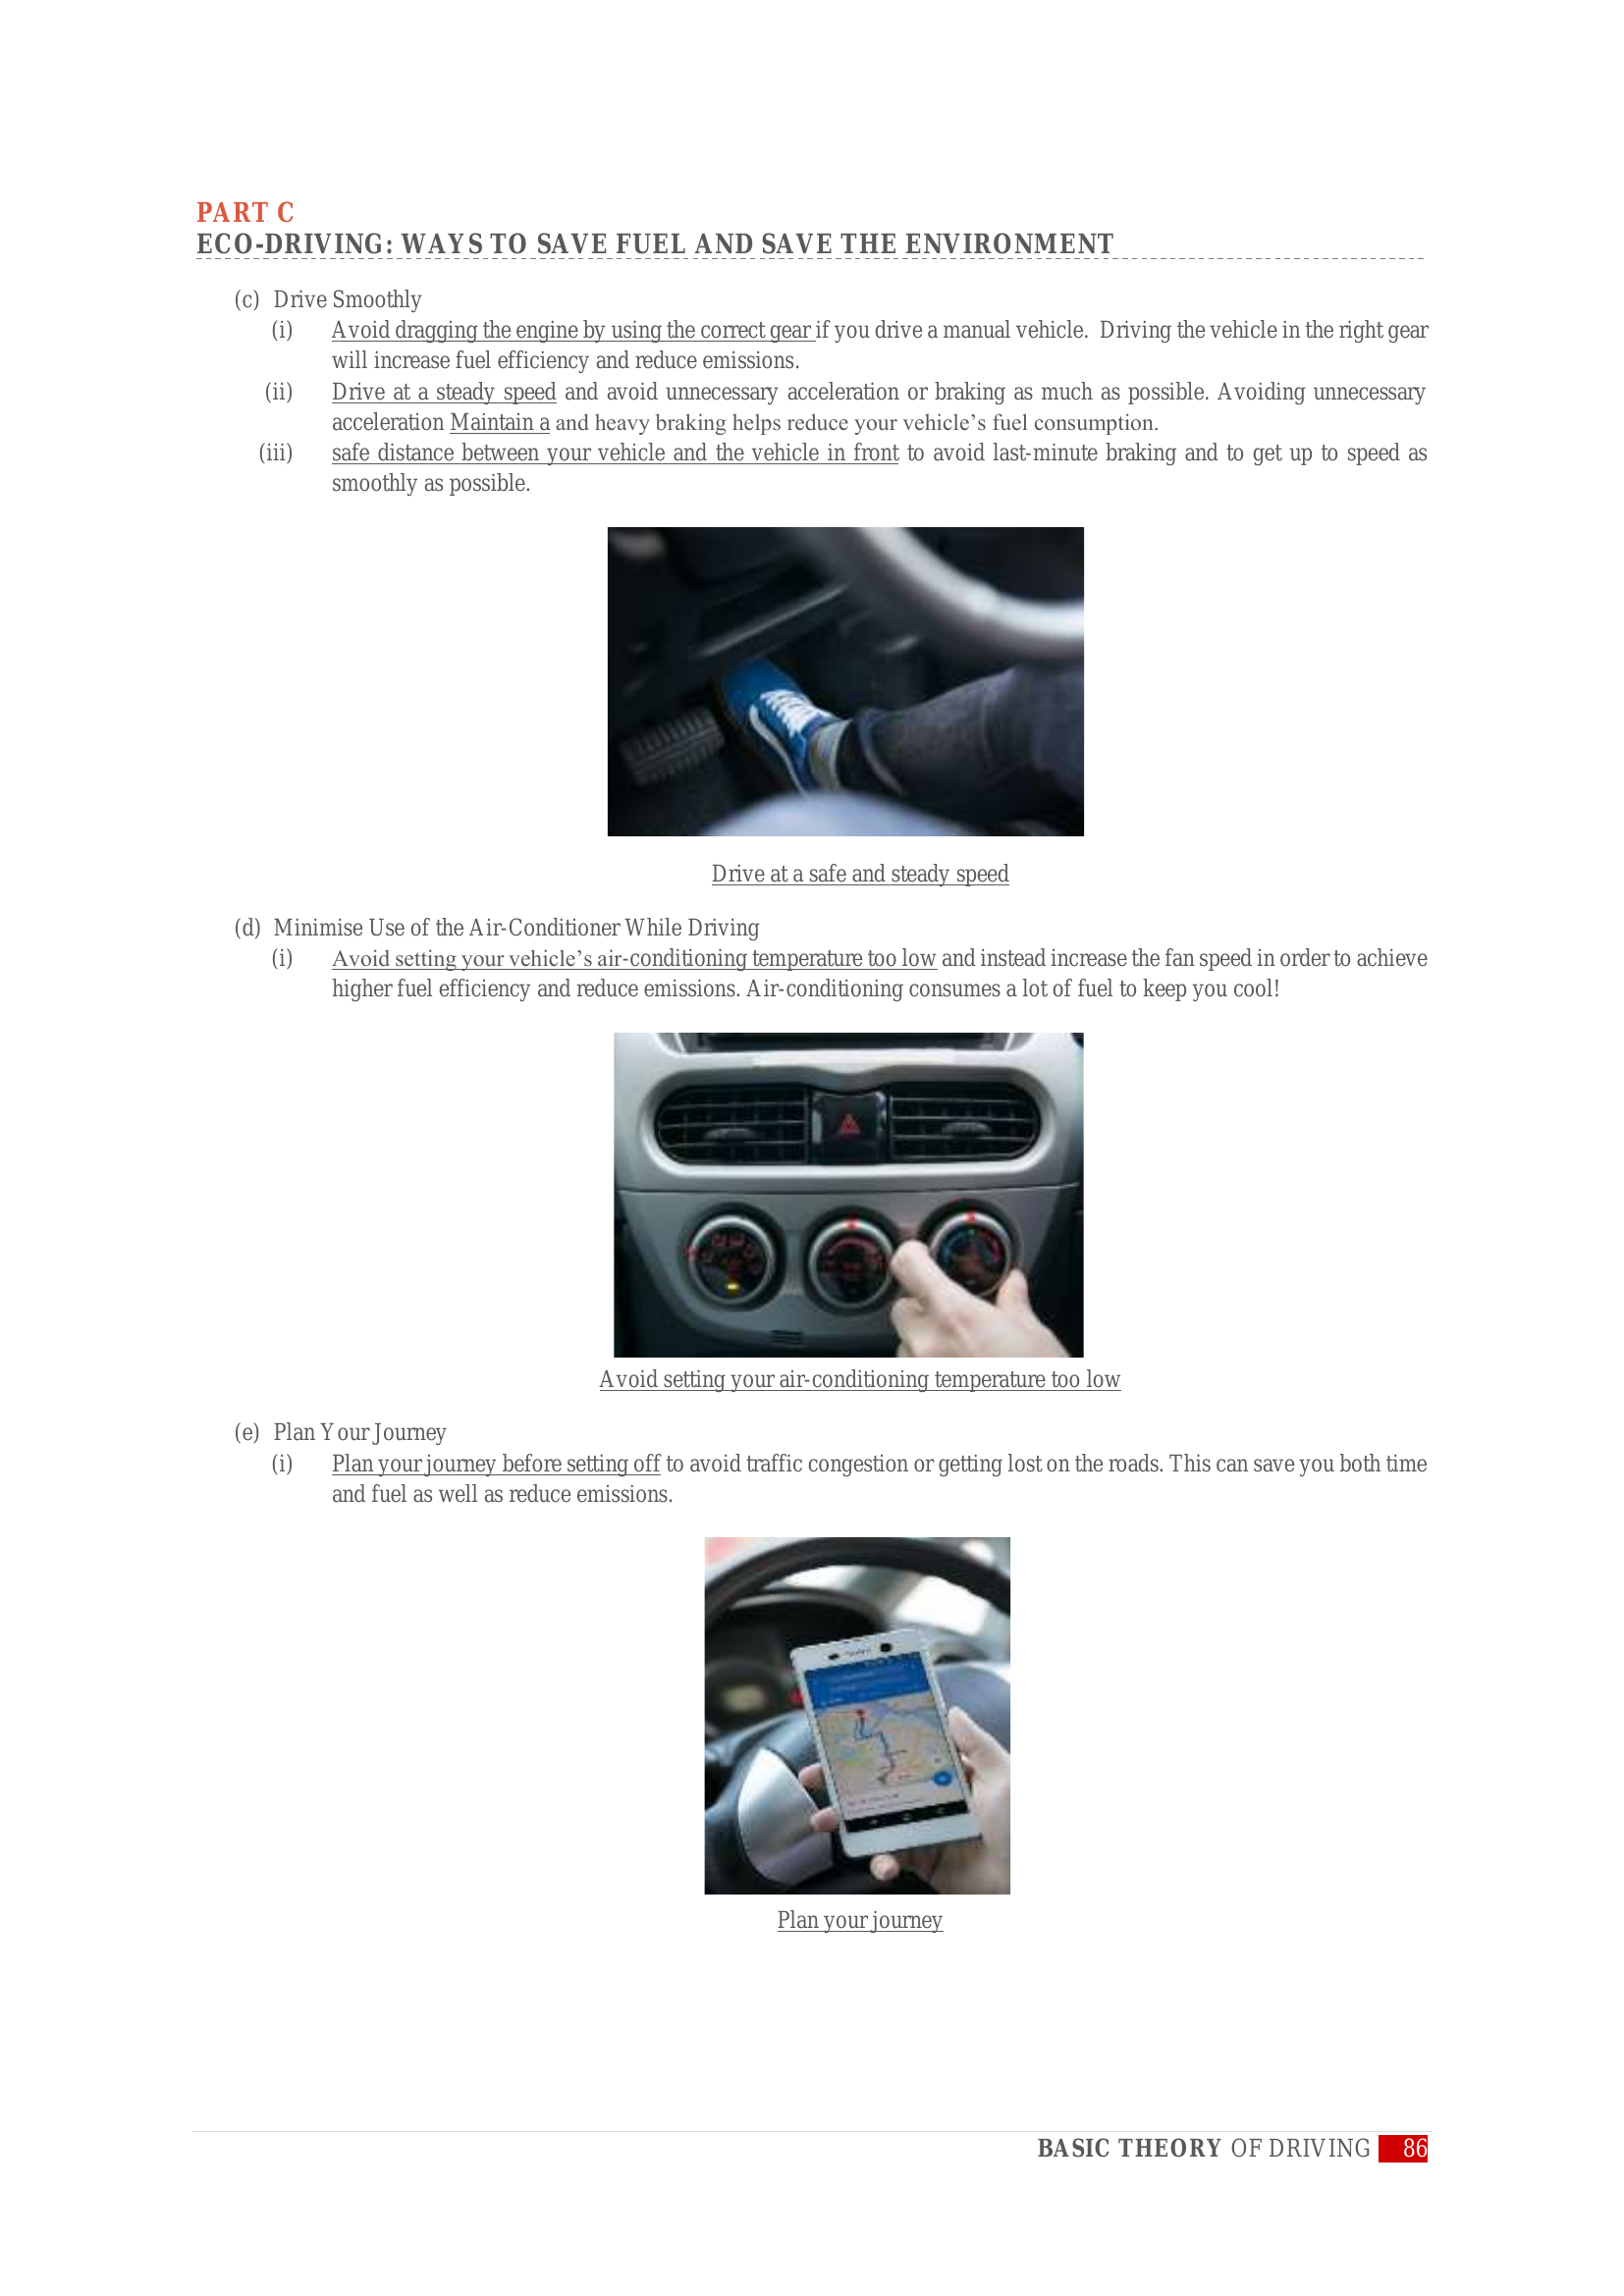 PART C
ECO-DRIVING: WAYS TO SAVE FUEL AND SAVE THE ENVIRONMENT
(c) Drive Smoothly
(i) Avoid dragging the engine by using the correct gear if you drive a manual vehicle. Driving the vehicle in the right gear
will increase fuel efficiency and reduce emissions.
(ii) Drive at a steady speed and avoid unnecessary acceleration or braking as much as possible. Avoiding unnecessary
acceleration Maintain a and heavy braking helps reduce your vehicle’s fuel consumption.
(iii) safe distance between your vehicle and the vehicle in front to avoid last-minute braking and to get up to speed as
smoothly as possible.
Drive at a safe and steady speed
(d) Minimise Use of the Air-Conditioner While Driving
(i) Avoid setting your vehicle’s air-conditioning temperature too low and instead increase the fan speed in order to achieve
higher fuel efficiency and reduce emissions. Air-conditioning consumes a lot of fuel to keep you cool!
Avoid setting your air-conditioning temperature too low
(e) Plan Your Journey
(i) Plan your journey before setting off to avoid traffic congestion or getting lost on the roads. This can save you both time
and fuel as well as reduce emissions.
Plan your journey
BASIC THEORY OF DRIVING 86